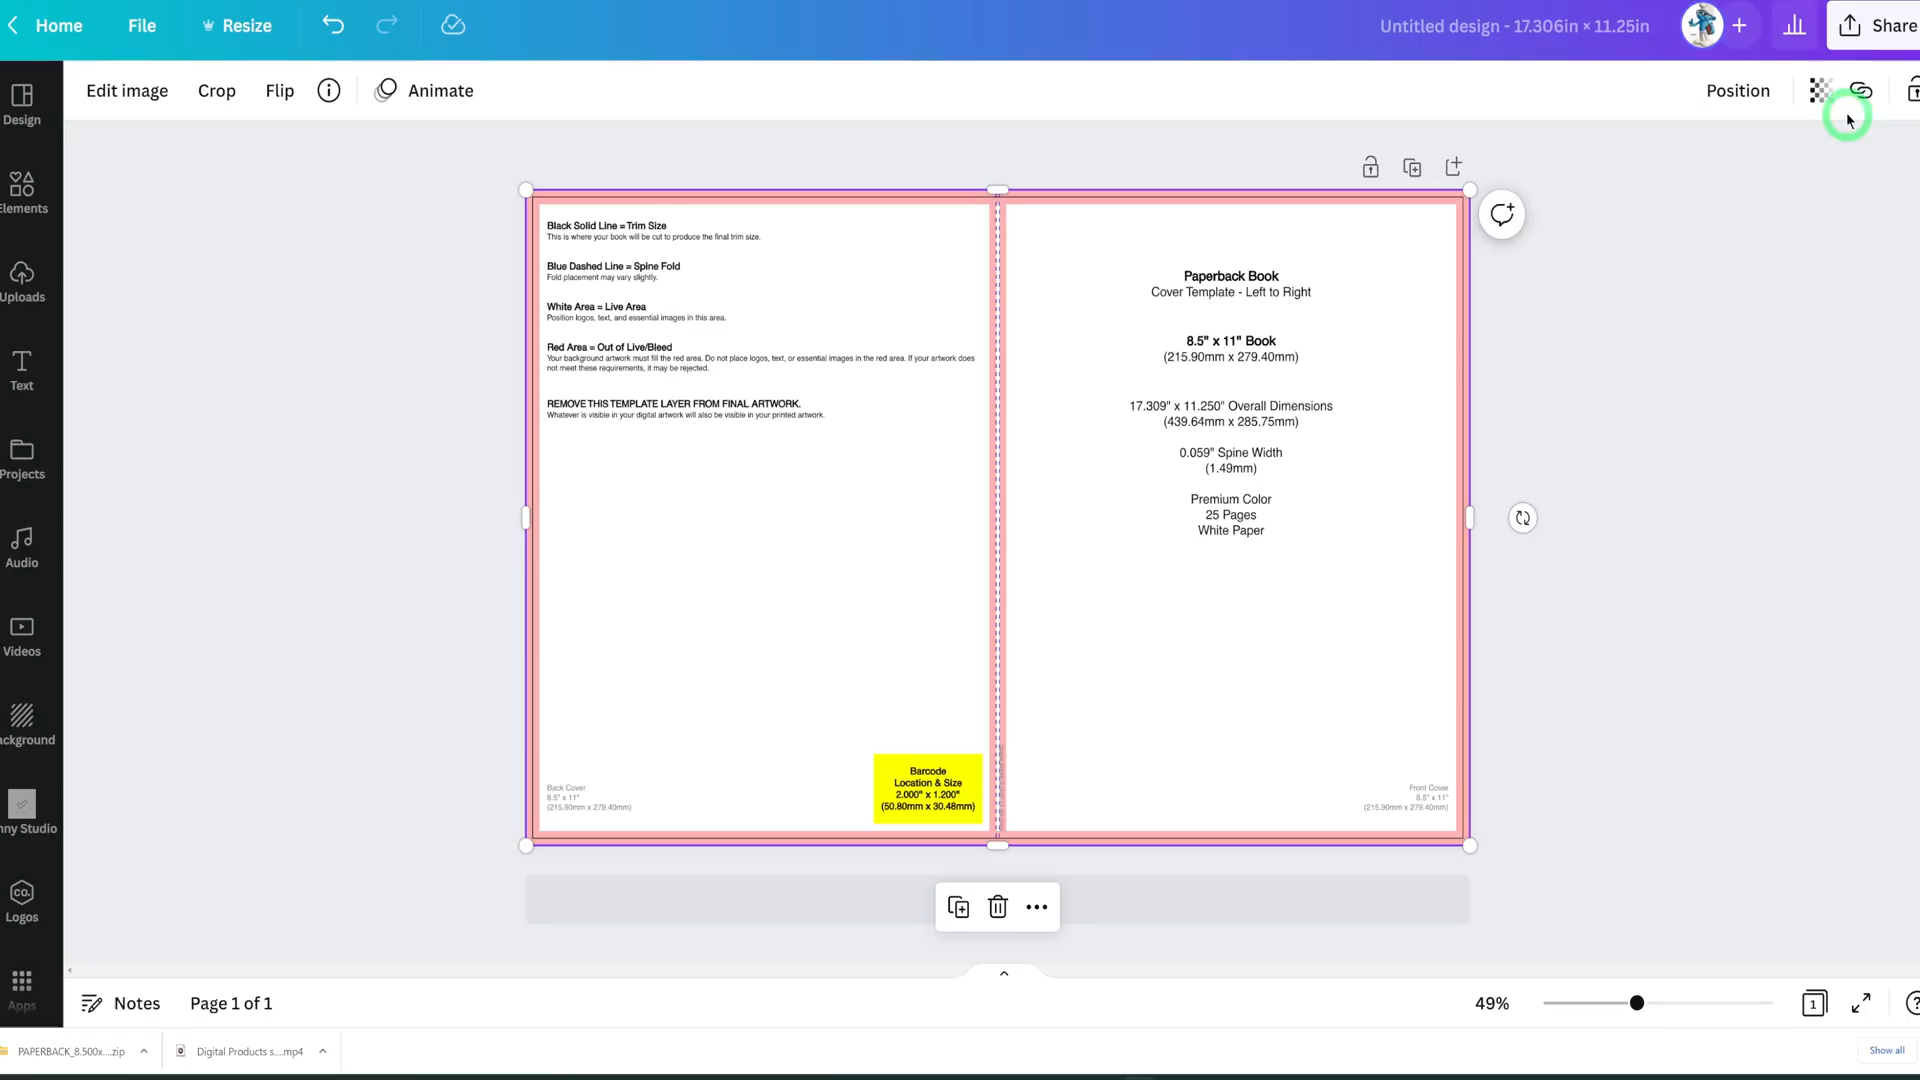 Home
File
Resize
Untitled design - 17.306in × 11.25in
Share
Edit image
Crop
Flip
Animate
Position
Design
Elements
Uploads
Text
Projects
Audio
Videos
ackground
nny Studio
co.
Logos
Apps
Black Solid Line = Trim Size
This is where your book will be cut to produce the final trim size.
Blue Dashed Line = Spine Fold
Fold placement may vary slightly.
White Area = Live Area
Position logos, text, and essential images in this area.
Red Area = Out of Live/Bleed
Your background artwork must fill the red area. Do not place logos, text, or essential images in the red area. If your artwork does
not meet these requirements, it may be rejected.
REMOVE THIS TEMPLATE LAYER FROM FINAL ARTWORK.
Whatever is visible in your digital artwork will also be visible in your printed artwork.
Back Cover
8.5" x 11"
(215.90mm x 279.40mm)
Barcode
Location & Size
2.000" x 1.200"
(50.80mm x 30.48mm)
Paperback Book
Cover Template - Left to Right
8.5" x 11" Book
(215.90mm x 279.40mm)
17.309" x 11.250" Overall Dimensions
(439.64mm x 285.75mm)
0.059" Spine Width
(1.49mm)
Premium Color
25 Pages
White Paper
Front Cover
8.5" x 11"
(215.90mm x 279.40mm)
Notes
Page 1 of 1
49%
1
PAPERBACK_8.500x....zip
Digital Products s....mp4
Show all